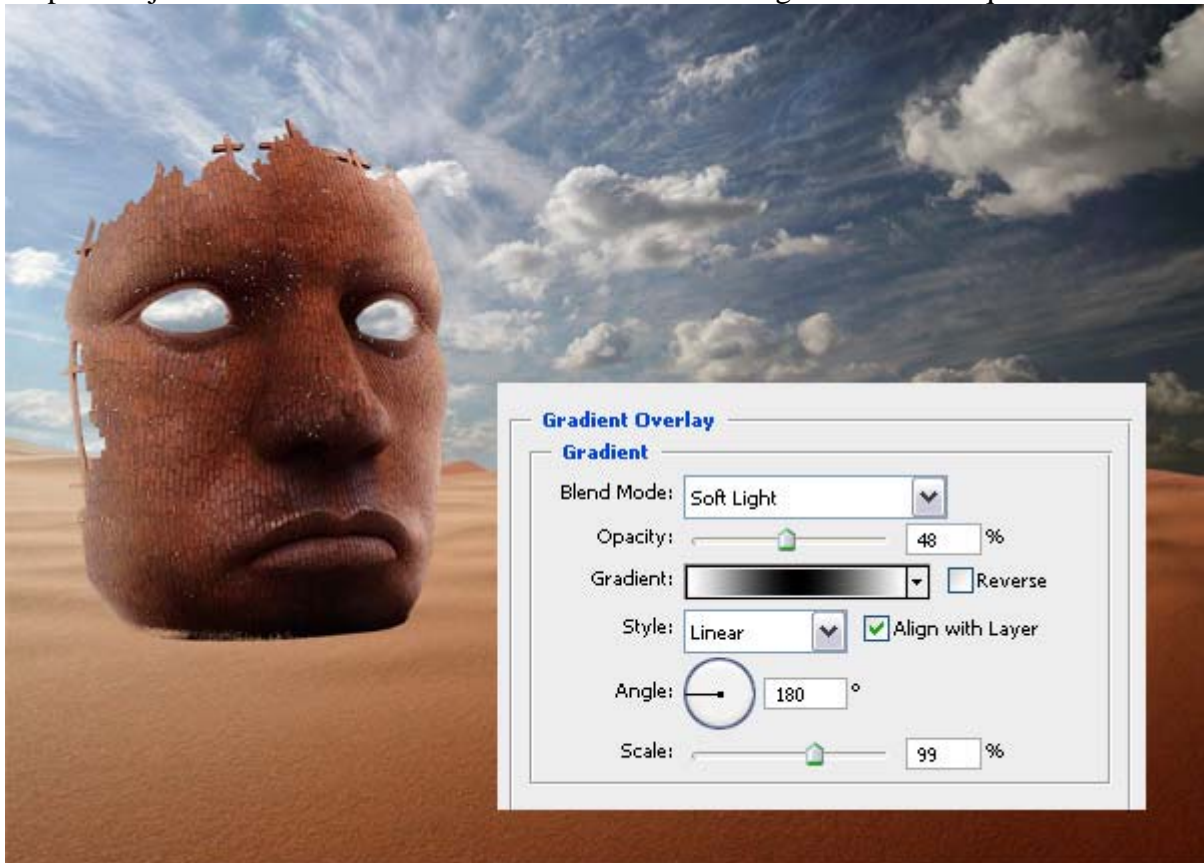 Gradient Overlay
Gradient
Blend Mode: Soft Light
Opacity: 48 %
Gradient: Reverse
Style: Linear Align with Layer
Angle: 180 °
Scale: 99 %